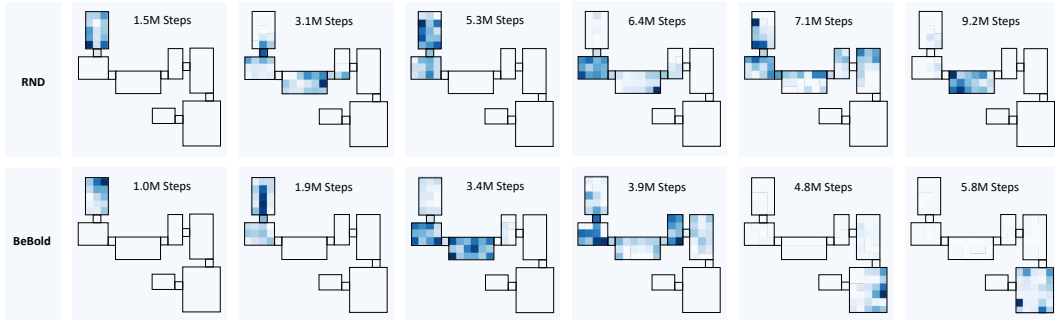 1.5M Steps 3.1M Steps 5.3M Steps 6.4M Steps 7.1M Steps 9.2M Steps
RND
1.0M Steps 1.9M Steps 3.4M Steps 3.9M Steps 4.8M Steps 5.8M Steps
BeBold